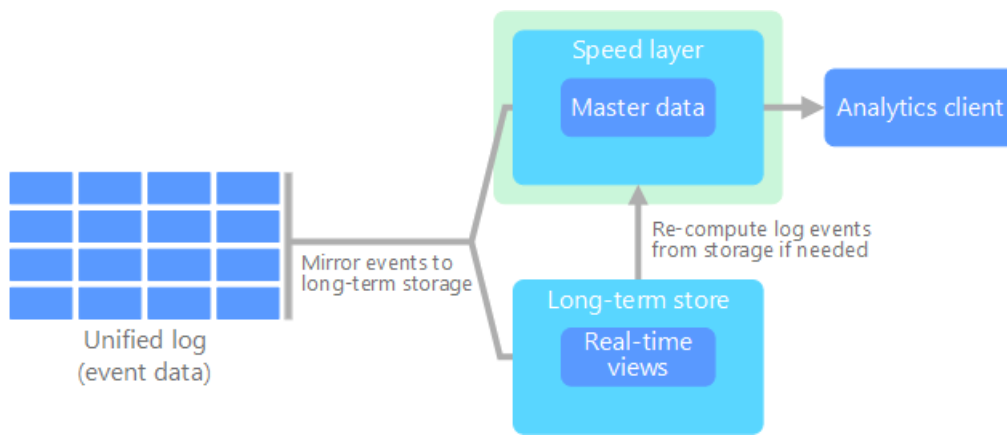 Speed layer
Master data
Analytics client
Re-compute log events
from storage if needed
Mirror events to
long-term storage
Long-term store
Real-time
views
Unified log
(event data)